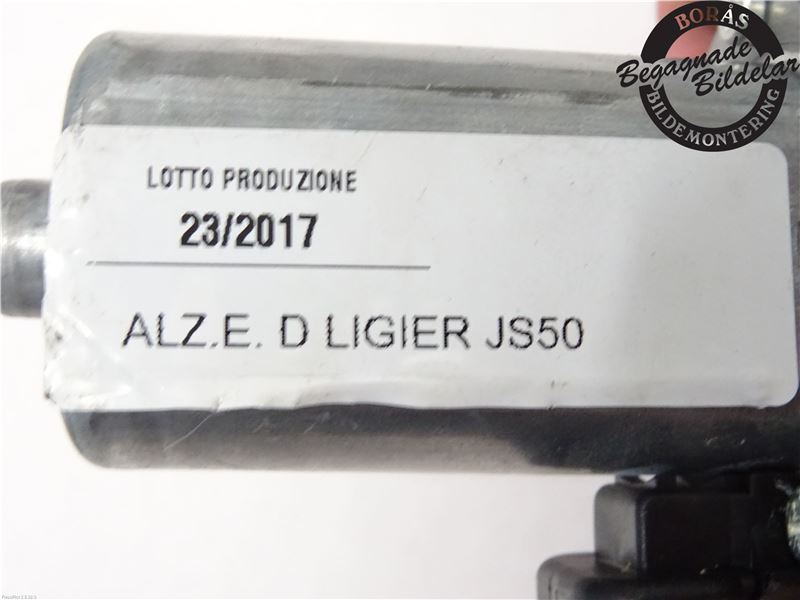 BORÅS
Begagnade
Bildelar
BILDEMONTERING
LOTTO PRODUZIONE
23/2017
ALZ.E. D LIGIER JS50